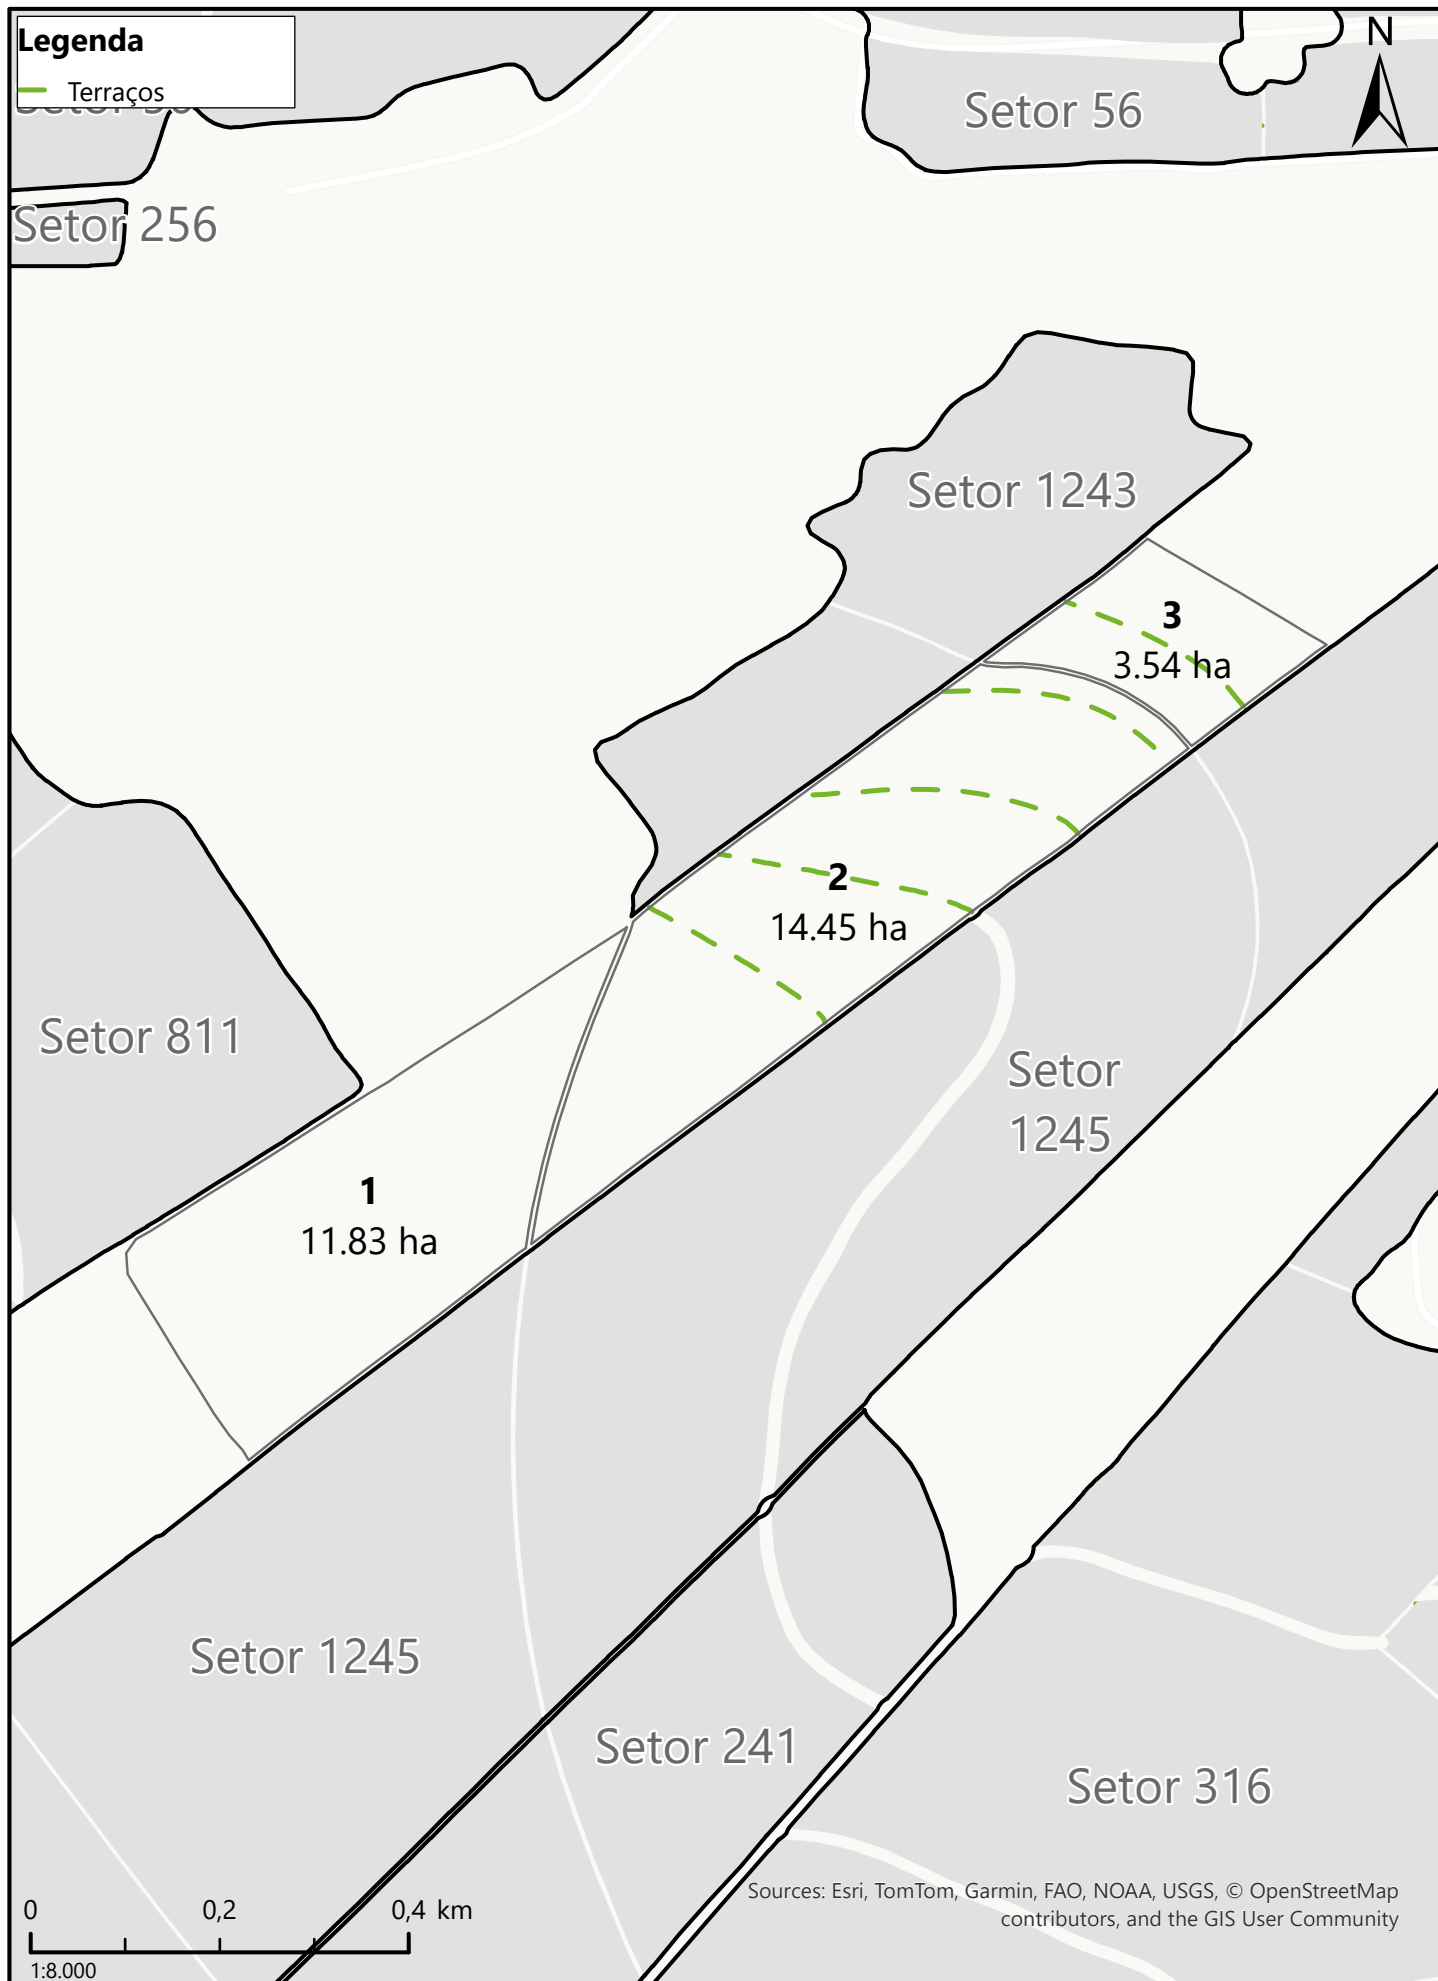 Legenda
Terraços
N
Setor 56
Setor 256
Setor 1243
3
3.54 ha
2
14.45 ha
Setor 811
Setor
1245
1
11.83 ha
Setor 1245
Setor 241
Setor 316
Sources: Esri, TomTom, Garmin, FAO, NOAA, USGS, © OpenStreetMap
contributors, and the GIS User Community
0 0,2 0,4 km
1:8.000